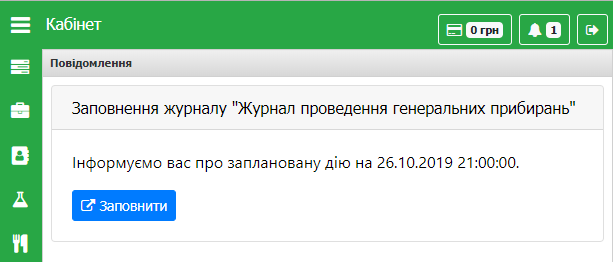 Кабінет
0 грн
1
Повідомлення
Заповнення журналу "Журнал проведення генеральних прибирань"
Інформуємо вас про заплановану дію на 26.10.2019 21:00:00.
Заповнити